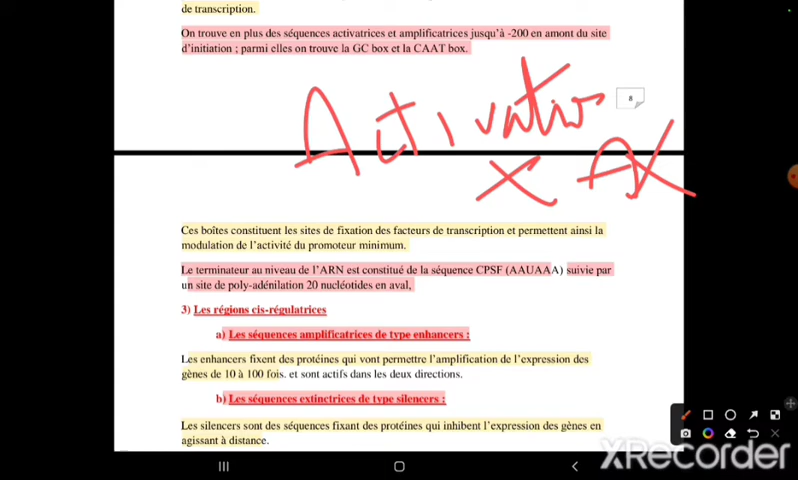 de transcription.
On trouve en plus des séquences activatrices et amplificatrices jusqu'à -200 en amont du site
d'initiation ; parmi elles on trouve la GC box et la CAAT box.
Activatio
8
X AX
Ces boîtes constituent les sites de fixation des facteurs de transcription et permettent ainsi la
modulation de l'activité du promoteur minimum.
Le terminateur au niveau de l'ARN est constitué de la séquence CPSF (AAUAAA) suivie par
un site de poly-adénilation 20 nucléotides en aval,
3) Les régions cis-régulatrices
a) Les séquences amplificatrices de type enhancers :
Les enhancers fixent des protéines qui vont permettre l'amplification de l'expression des
gènes de 10 à 100 fois. et sont actifs dans les deux directions.
b) Les séquences extinctrices de type silencers :
Les silencers sont des séquences fixant des protéines qui inhibent l'expression des gènes en
agissant à distance.
XRecorder